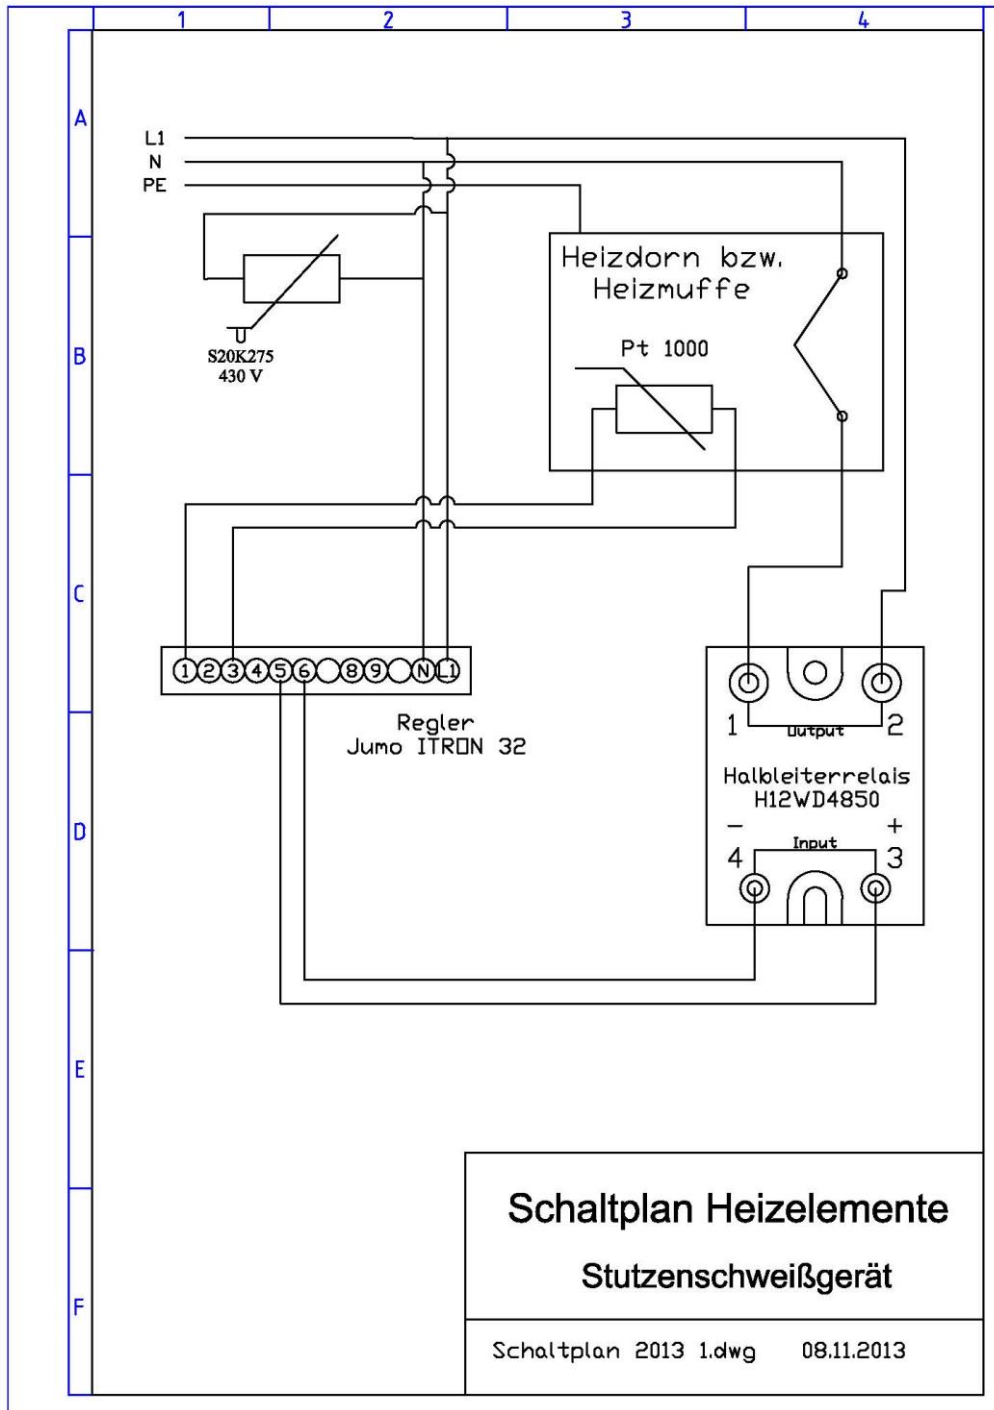 1 2 3 4
A
B
C
D
E
F
L1
N
PE
Heizdorn bzw.
Heizmuffe
U
S20K275
430 V
Pt 1000
1 2 3 4 5 6 8 9 N L1
Regler
Jumo ITRON 32
1 2
Output
Halbleiterrelais
H12WD4850
- +
Input
4 3
Schaltplan Heizelemente
Stutzenschweißgerät
Schaltplan 2013 1.dwg 08.11.2013